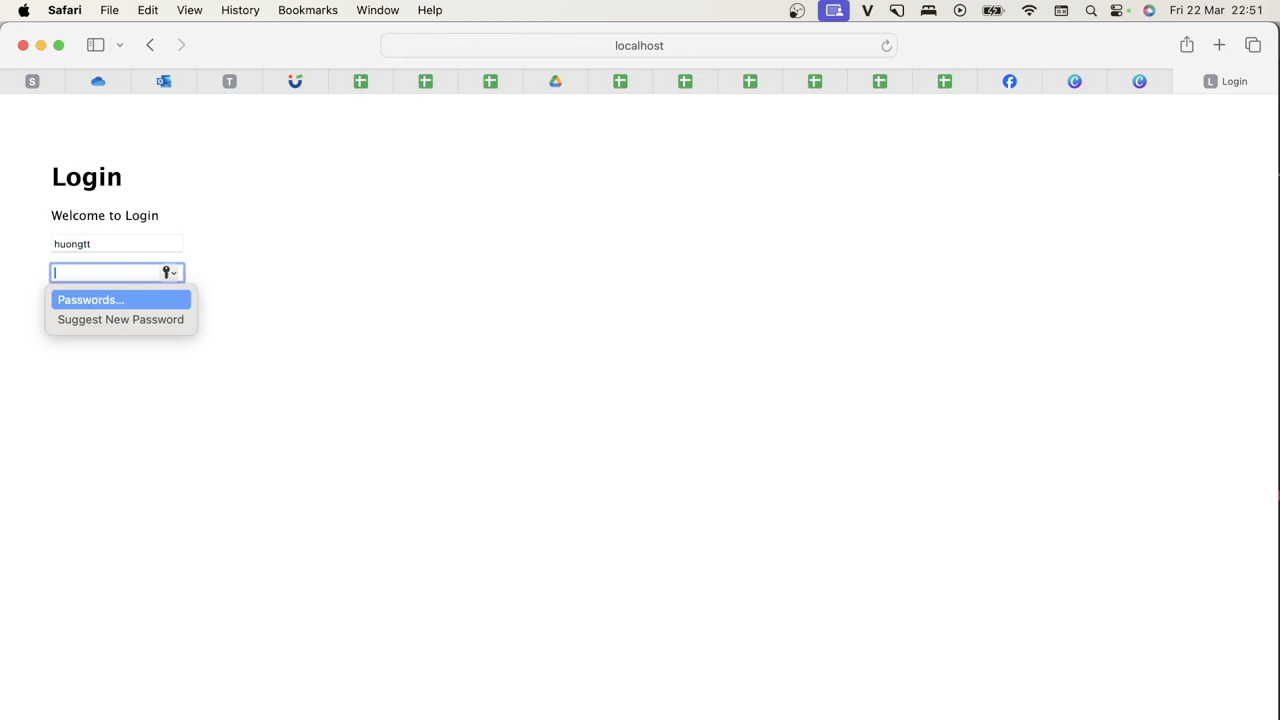 Safari File Edit View History Bookmarks Window Help Fri 22 Mar 22:51
localhost
S T L Login
Login
Welcome to Login
huongtt
Passwords...
Suggest New Password